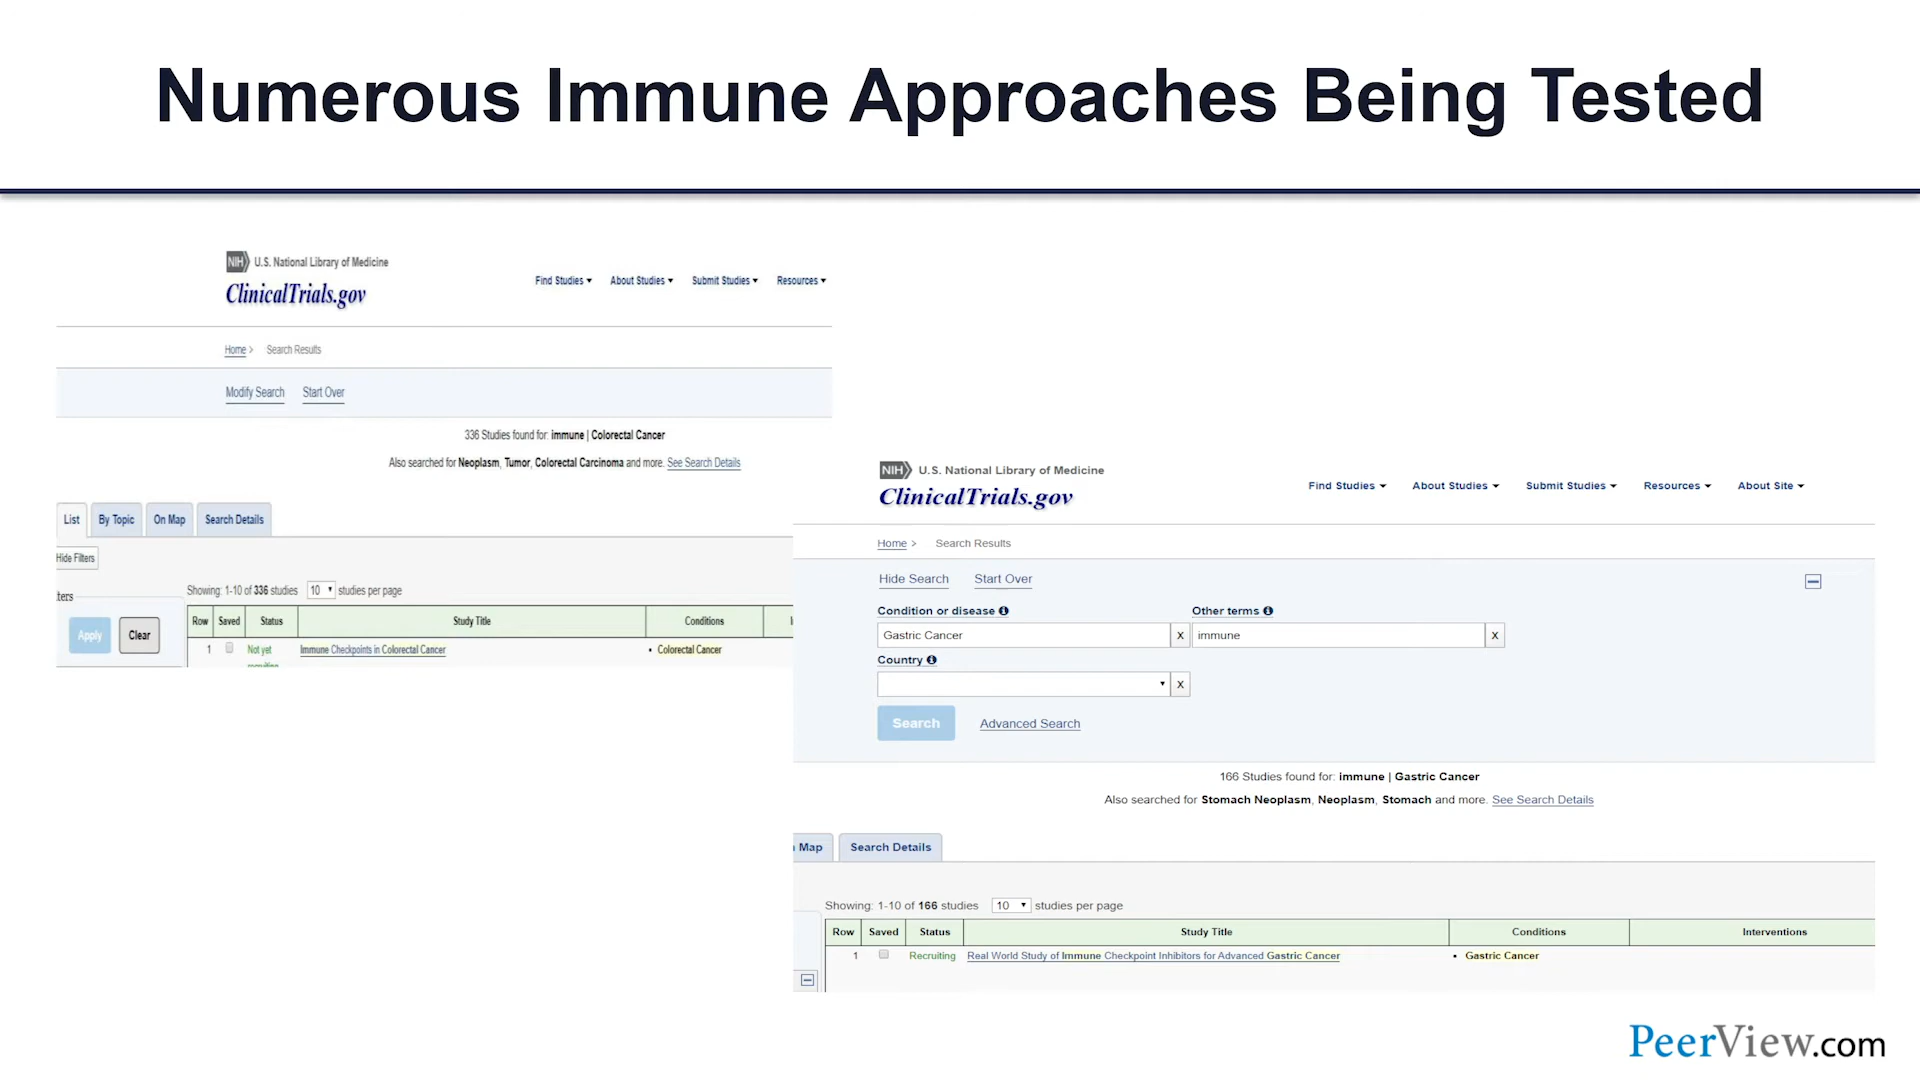 Numerous Immune Approaches Being Tested
NIH U.S. National Library of Medicine
ClinicalTrials.gov
Find Studies About Studies Submit Studies Resources
Home > Search Results
Modify Search Start Over
336 Studies found for: immune | Colorectal Cancer
Also searched for Neoplasm, Tumor, Colorectal Carcinoma and more. See Search Details
List By Topic On Map Search Details
Hide Filters
Showing: 1-10 of 336 studies 10 studies per page
Apply Clear
Row Saved Status Study Title Conditions
1 Not yet Immune Checkpoints in Colorectal Cancer • Colorectal Cancer
NIH U.S. National Library of Medicine
ClinicalTrials.gov
Find Studies About Studies Submit Studies Resources About Site
Home > Search Results
Hide Search Start Over
Condition or disease Other terms
Gastric Cancer X immune X
Country
X
Search Advanced Search
166 Studies found for: immune | Gastric Cancer
Also searched for Stomach Neoplasm, Neoplasm, Stomach and more. See Search Details
Map Search Details
Showing: 1-10 of 166 studies 10 studies per page
Row Saved Status Study Title Conditions Interventions
1 Recruiting Real World Study of Immune Checkpoint Inhibitors for Advanced Gastric Cancer • Gastric Cancer
PeerView.com